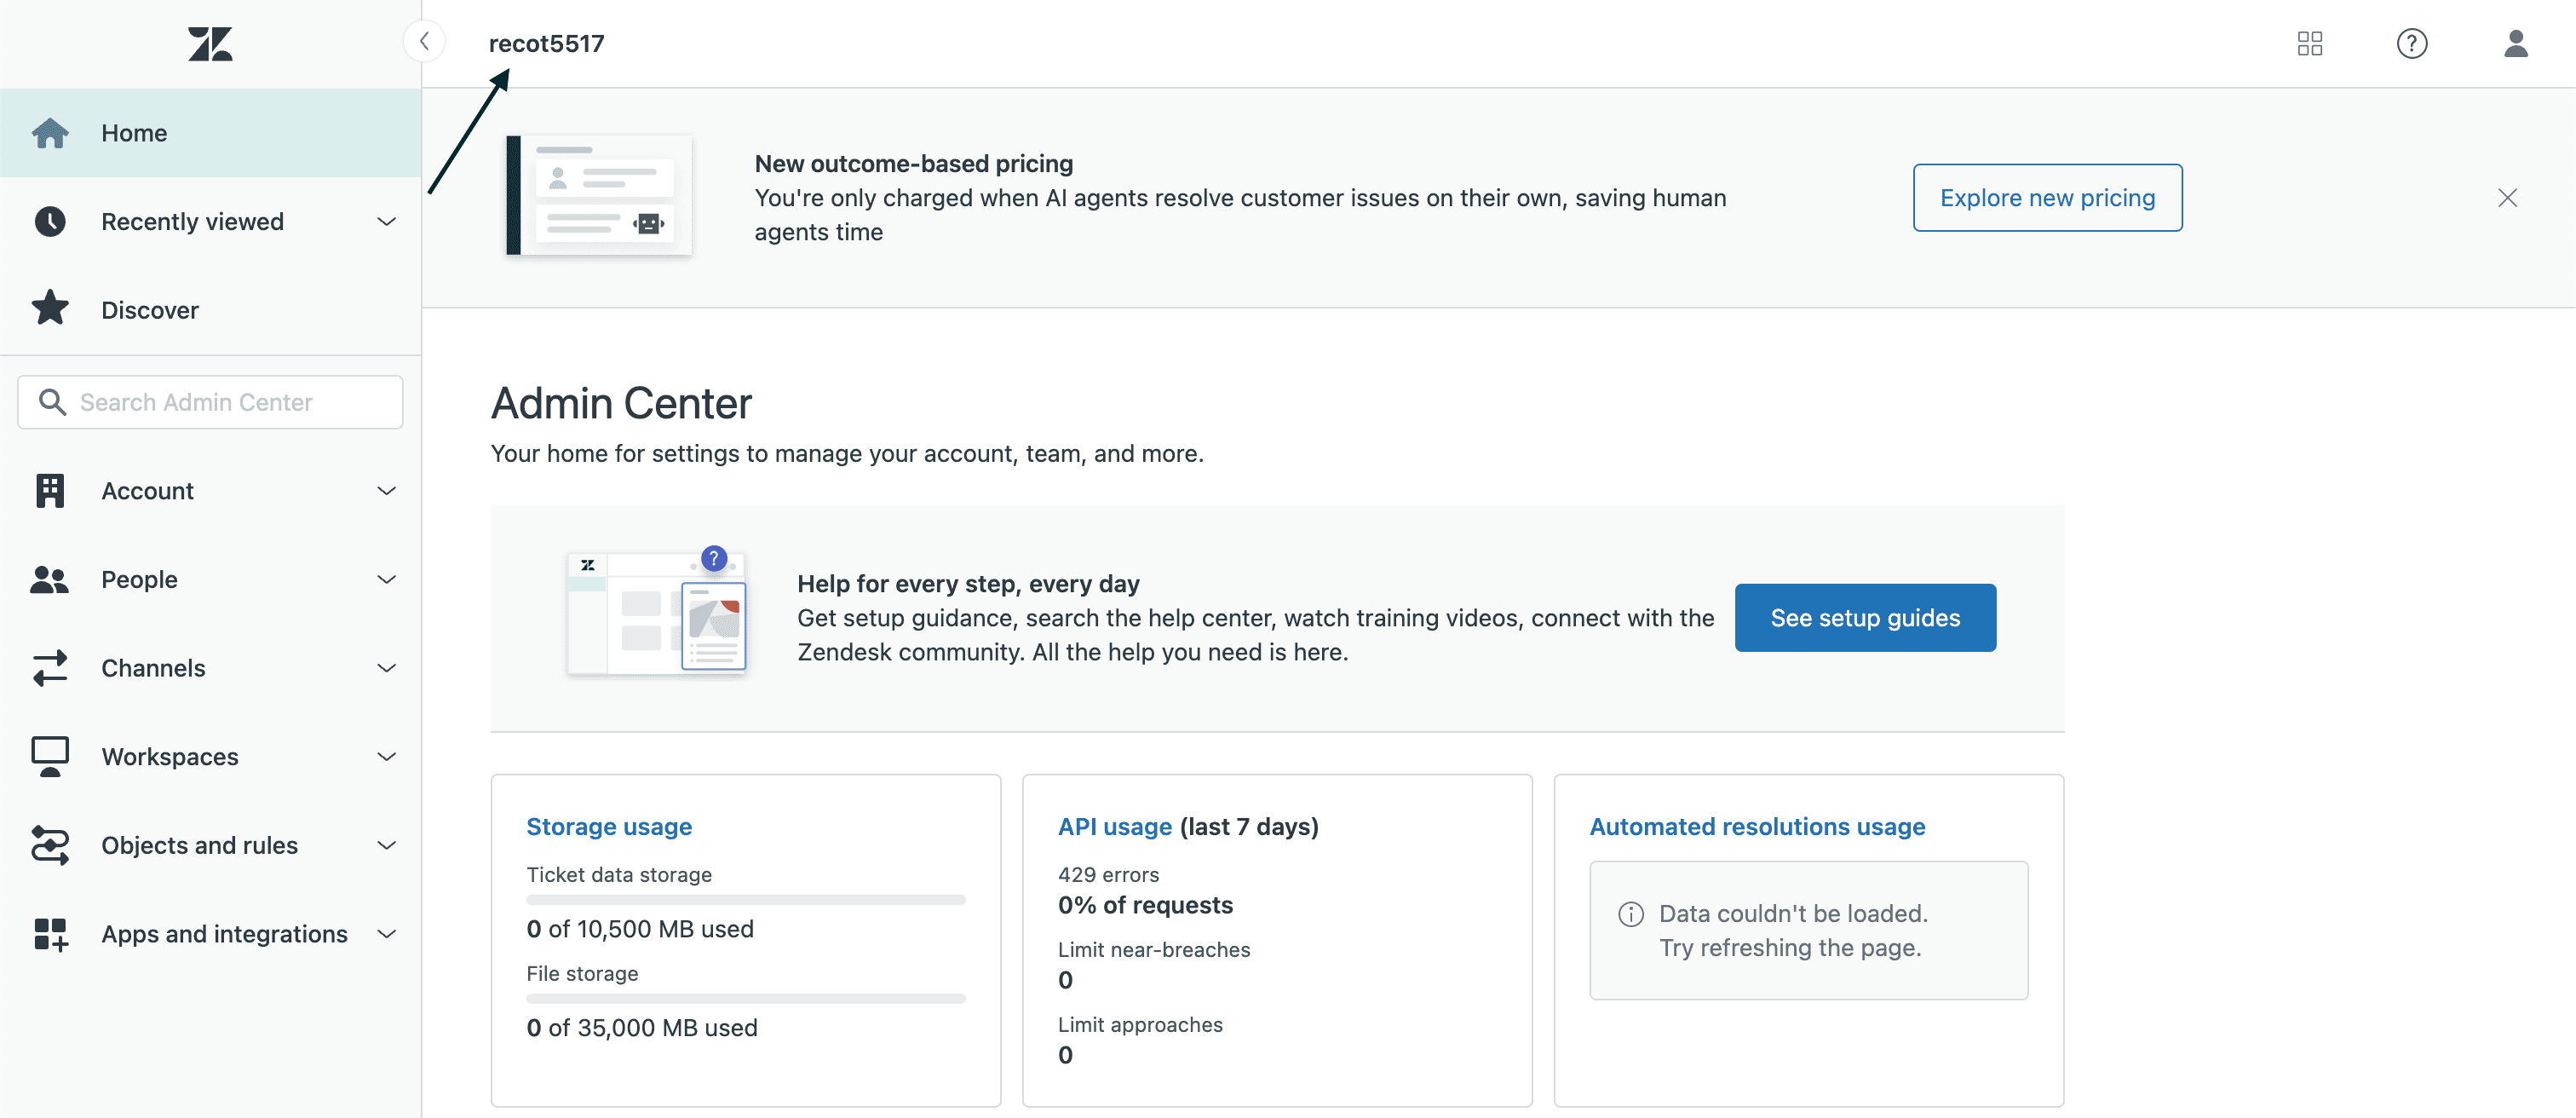 recot5517
Home
Recently viewed
Discover
Search Admin Center
Account
People
Channels
Workspaces
Objects and rules
Apps and integrations
New outcome-based pricing
You're only charged when AI agents resolve customer issues on their own, saving human
agents time
Explore new pricing
Admin Center
Your home for settings to manage your account, team, and more.
?
Help for every step, every day
Get setup guidance, search the help center, watch training videos, connect with the
Zendesk community. All the help you need is here.
See setup guides
Storage usage
Ticket data storage
0 of 10,500 MB used
File storage
0 of 35,000 MB used
API usage (last 7 days)
429 errors
0% of requests
Limit near-breaches
0
Limit approaches
0
Automated resolutions usage
Data couldn't be loaded.
Try refreshing the page.